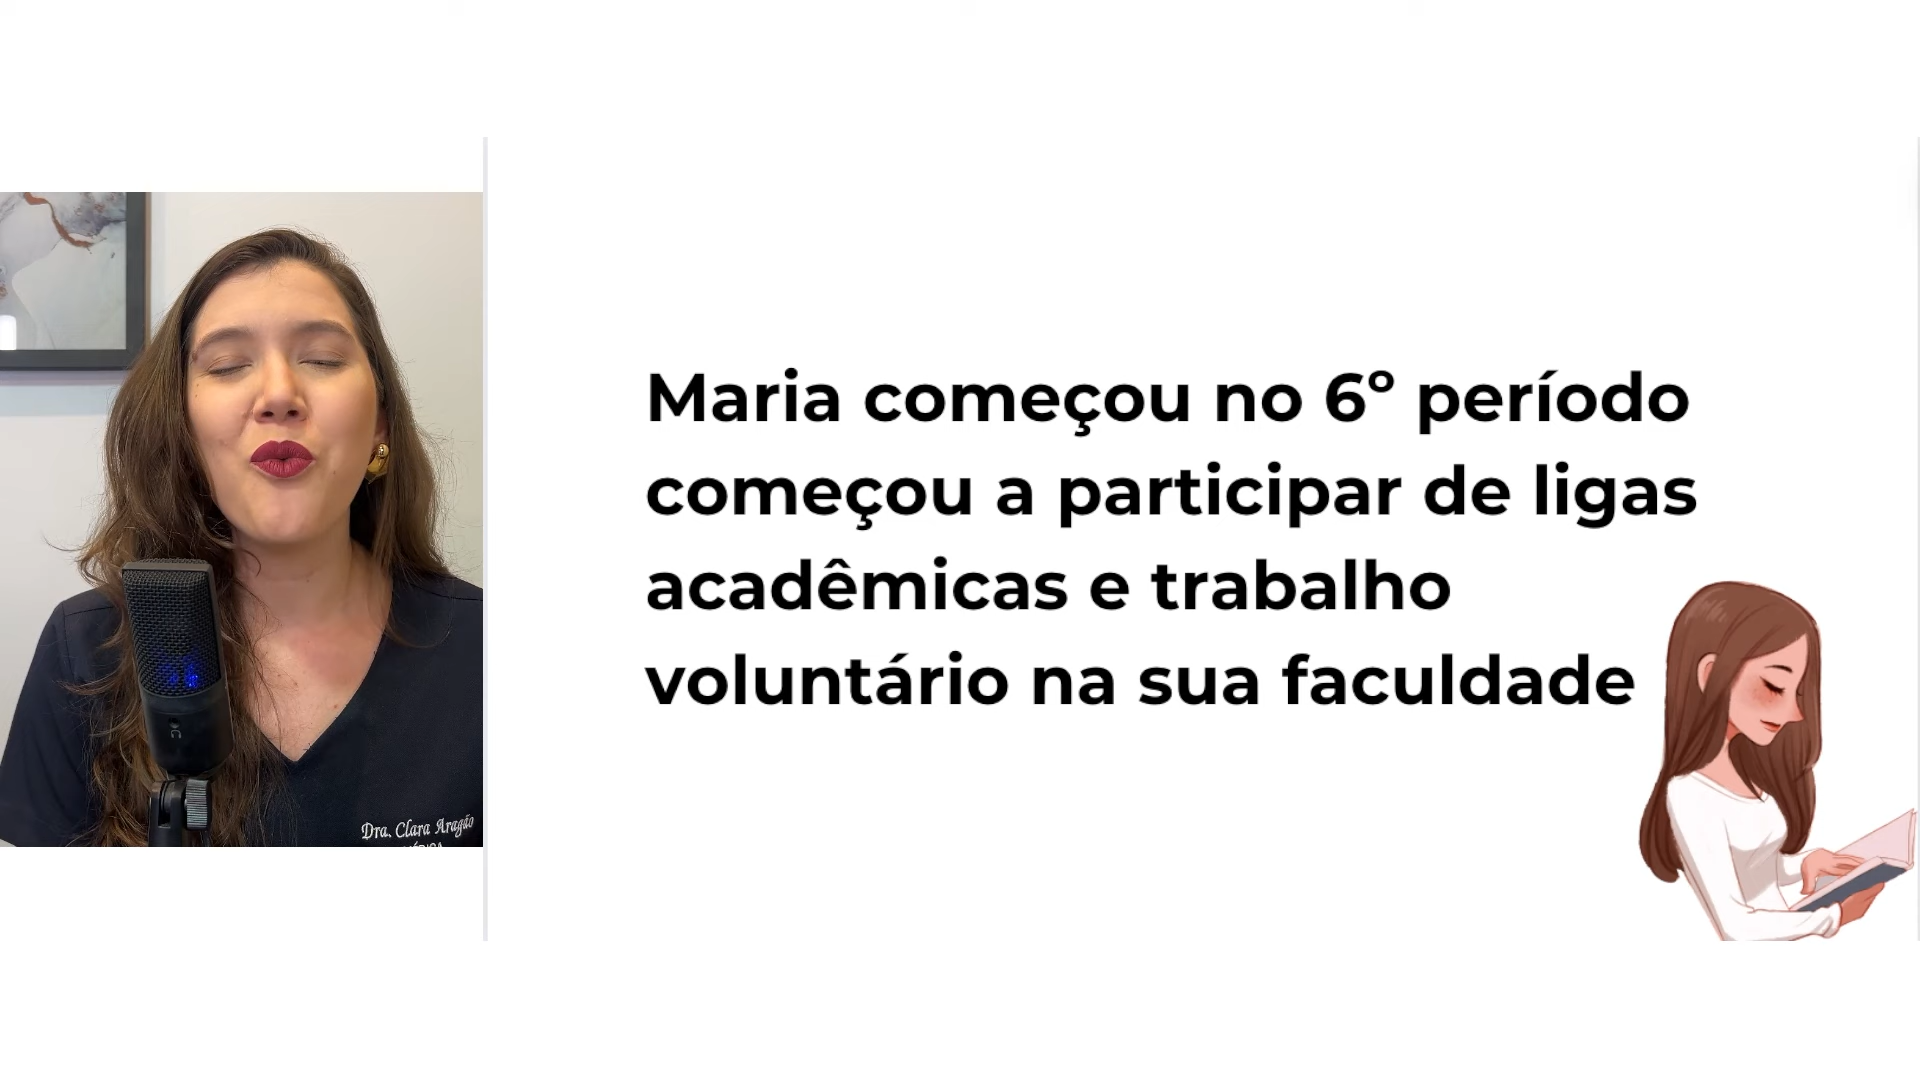 Maria começou no 6º período
começou a participar de ligas
acadêmicas e trabalho
voluntário na sua faculdade
Dra. Clara Aragão